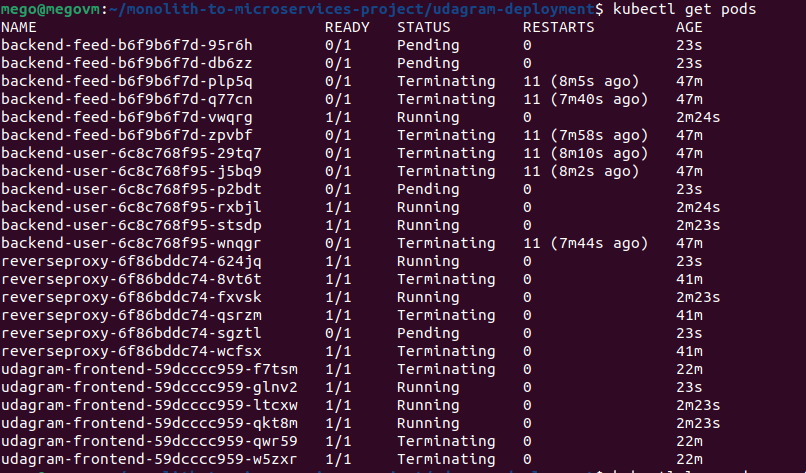 mego@megovm:~/monolith-to-microservices-project/udagram-deployment$ kubectl get pods
NAME READY STATUS RESTARTS AGE
backend-feed-b6f9b6f7d-95r6h 0/1 Pending 0 23s
backend-feed-b6f9b6f7d-db6zz 0/1 Pending 0 23s
backend-feed-b6f9b6f7d-plp5q 0/1 Terminating 11 (8m5s ago) 47m
backend-feed-b6f9b6f7d-q77cn 0/1 Terminating 11 (7m40s ago) 47m
backend-feed-b6f9b6f7d-vwqrg 1/1 Running 0 2m24s
backend-feed-b6f9b6f7d-zpvbf 0/1 Terminating 11 (7m58s ago) 47m
backend-user-6c8c768f95-29tq7 0/1 Terminating 11 (8m10s ago) 47m
backend-user-6c8c768f95-j5bq9 0/1 Terminating 11 (8m2s ago) 47m
backend-user-6c8c768f95-p2bdt 0/1 Pending 0 23s
backend-user-6c8c768f95-rxbjl 1/1 Running 0 2m24s
backend-user-6c8c768f95-stsdp 1/1 Running 0 2m23s
backend-user-6c8c768f95-wnqgr 0/1 Terminating 11 (7m44s ago) 47m
reverseproxy-6f86bddc74-624jq 1/1 Running 0 23s
reverseproxy-6f86bddc74-8vt6t 1/1 Terminating 0 41m
reverseproxy-6f86bddc74-fxvsk 1/1 Running 0 2m23s
reverseproxy-6f86bddc74-qsrzm 1/1 Terminating 0 41m
reverseproxy-6f86bddc74-sgztl 0/1 Pending 0 23s
reverseproxy-6f86bddc74-wcfsx 1/1 Terminating 0 41m
udagram-frontend-59dcccc959-f7tsm 1/1 Terminating 0 22m
udagram-frontend-59dcccc959-glnv2 1/1 Running 0 23s
udagram-frontend-59dcccc959-ltcxw 1/1 Running 0 2m23s
udagram-frontend-59dcccc959-qkt8m 1/1 Running 0 2m23s
udagram-frontend-59dcccc959-qwr59 1/1 Terminating 0 22m
udagram-frontend-59dcccc959-w5zxr 1/1 Terminating 0 22m